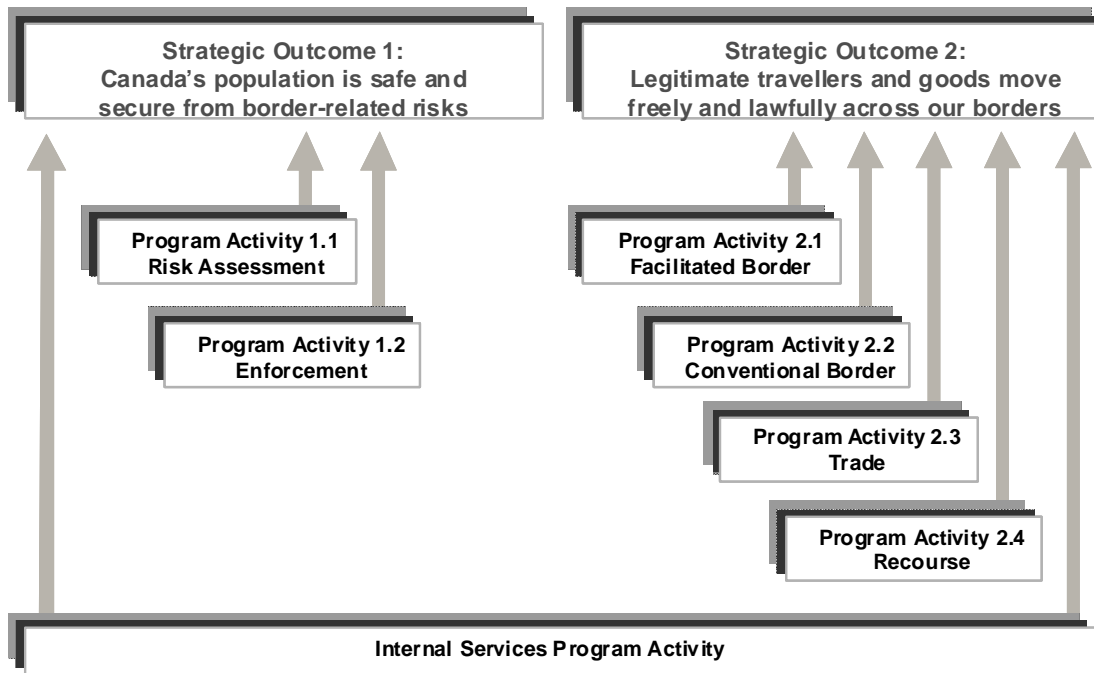 Strategic Outcome 1:
Canada's population is safe and
secure from border-related risks
Strategic Outcome 2:
Legitimate travellers and goods move
freely and lawfully across our borders
Program Activity 1.1
Risk Assessment
Program Activity 1.2
Enforcement
Program Activity 2.1
Facilitated Border
Program Activity 2.2
Conventional Border
Program Activity 2.3
Trade
Program Activity 2.4
Recourse
Internal Services Program Activity